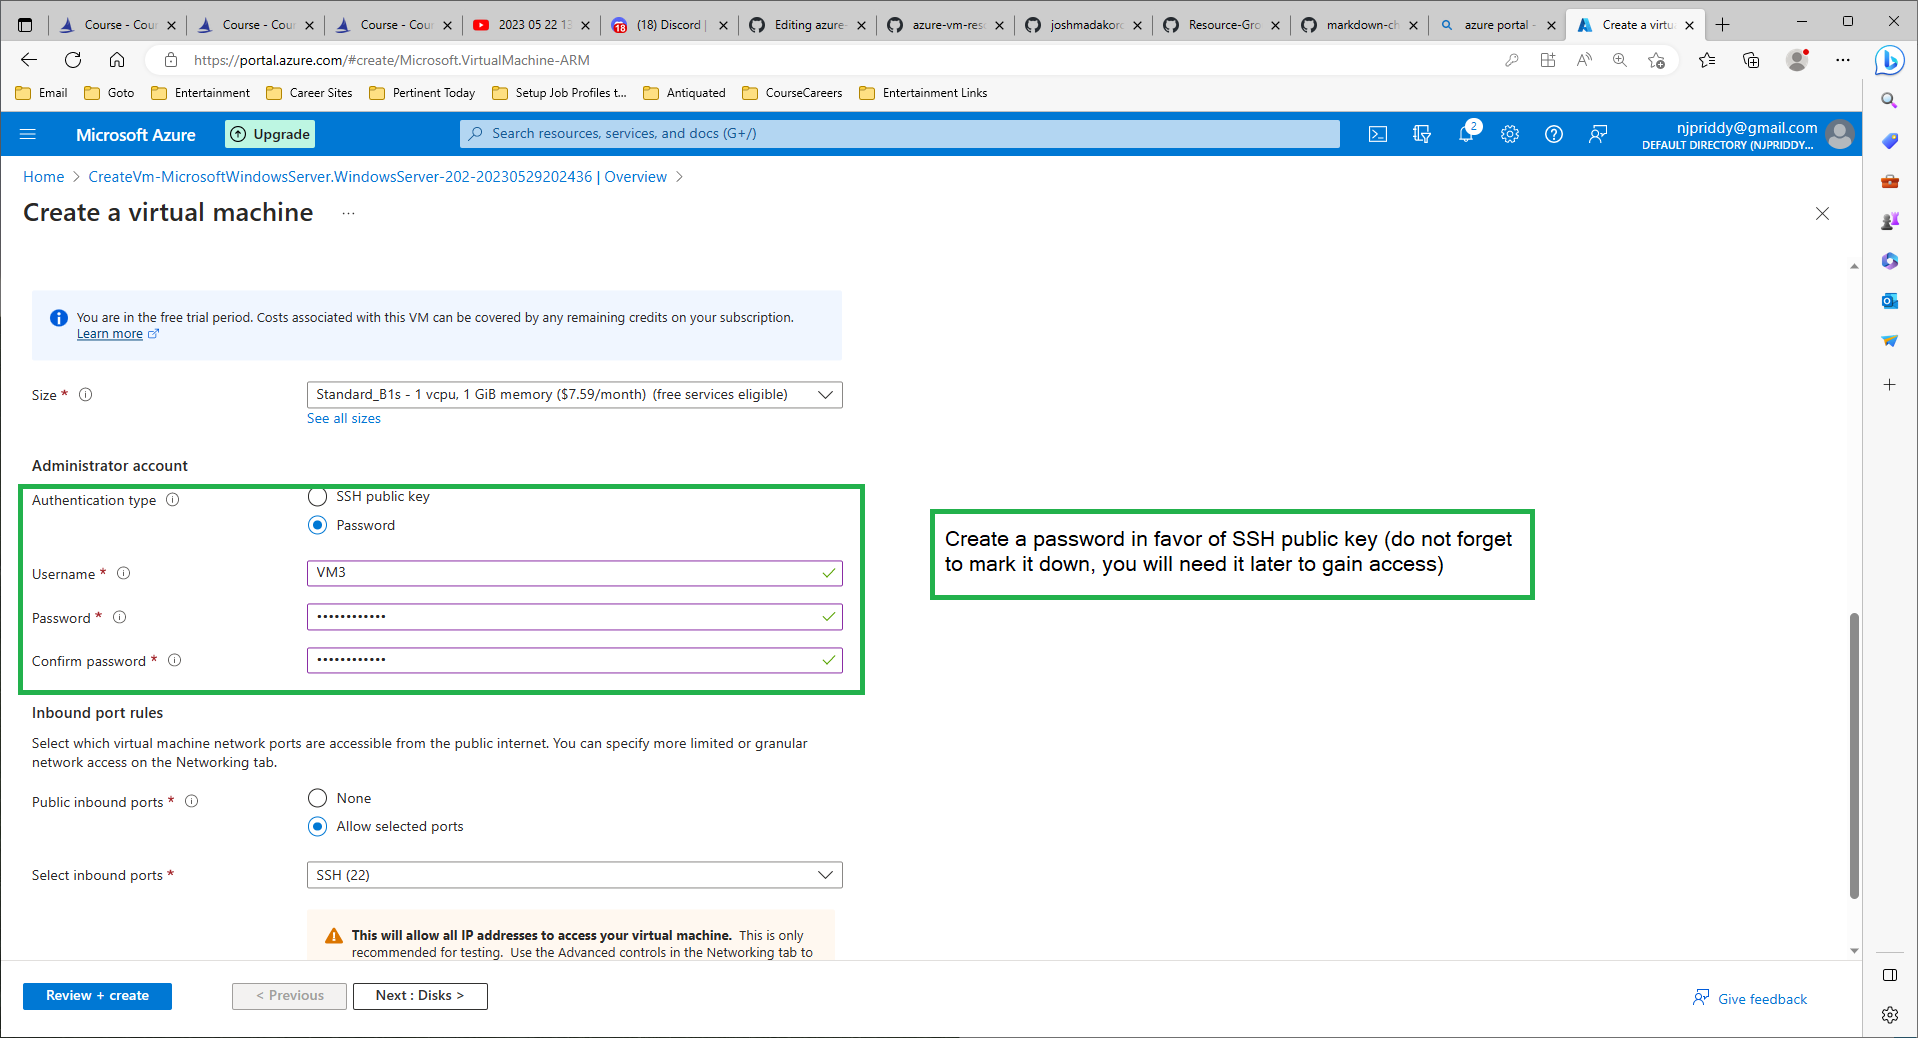 Course - Cour
Course - Cour
Course - Cour
2023 05 22 13
18
(18) Discord |
Editing azure-
azure-vm-reso
joshmadakoro
Resource-Gro
markdown-ch
azure portal -
Create a virtu
https://portal.azure.com/#create/Microsoft.VirtualMachine-ARM
Email
Goto
Entertainment
Career Sites
Pertinent Today
Setup Job Profiles t...
Antiquated
CourseCareers
Entertainment Links
Microsoft Azure
Upgrade
Search resources, services, and docs (G+/)
2
njpriddy@gmail.com
DEFAULT DIRECTORY (NJPRIDDY...
Home > CreateVm-MicrosoftWindowsServer.WindowsServer-202-20230529202436 | Overview >
Create a virtual machine ...
You are in the free trial period. Costs associated with this VM can be covered by any remaining credits on your subscription.
Learn more
Size *
Standard_B1s - 1 vcpu, 1 GiB memory ($7.59/month) (free services eligible)
See all sizes
Administrator account
Authentication type
SSH public key
Password
Username *
VM3
Password *
••••••••••••
Confirm password *
••••••••••••
Create a password in favor of SSH public key (do not forget
to mark it down, you will need it later to gain access)
Inbound port rules
Select which virtual machine network ports are accessible from the public internet. You can specify more limited or granular
network access on the Networking tab.
Public inbound ports *
None
Allow selected ports
Select inbound ports *
SSH (22)
This will allow all IP addresses to access your virtual machine. This is only
recommended for testing. Use the Advanced controls in the Networking tab to
Review + create
< Previous
Next : Disks >
Give feedback